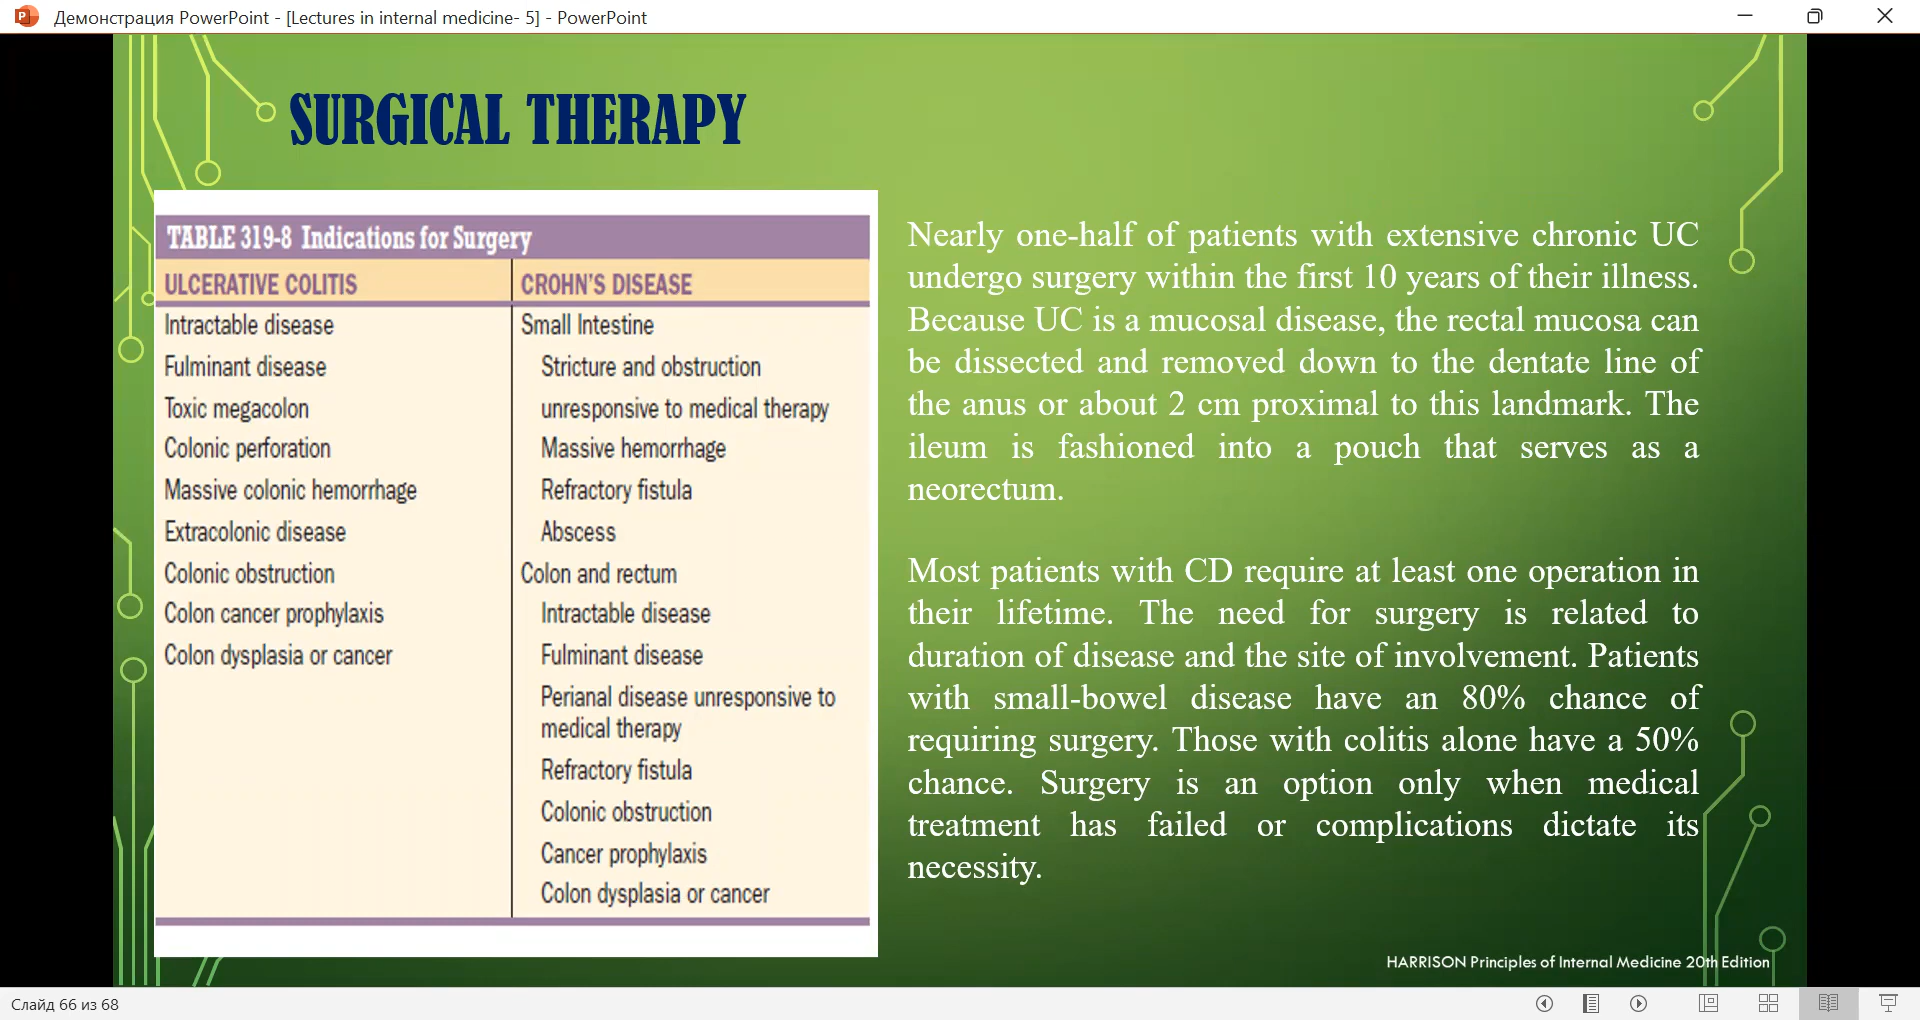 Демонстрация PowerPoint - [Lectures in internal medicine- 5] - PowerPoint
SURGICAL THERAPY
TABLE 319-8 Indications for Surgery
ULCERATIVE COLITIS
Intractable disease
Fulminant disease
Toxic megacolon
Colonic perforation
Massive colonic hemorrhage
Extracolonic disease
Colonic obstruction
Colon cancer prophylaxis
Colon dysplasia or cancer
CROHN'S DISEASE
Small Intestine
Stricture and obstruction
unresponsive to medical therapy
Massive hemorrhage
Refractory fistula
Abscess
Colon and rectum
Intractable disease
Fulminant disease
Perianal disease unresponsive to
medical therapy
Refractory fistula
Colonic obstruction
Cancer prophylaxis
Colon dysplasia or cancer
Nearly one-half of patients with extensive chronic UC
undergo surgery within the first 10 years of their illness.
Because UC is a mucosal disease, the rectal mucosa can
be dissected and removed down to the dentate line of
the anus or about 2 cm proximal to this landmark. The
ileum is fashioned into a pouch that serves as a
neorectum.
Most patients with CD require at least one operation in
their lifetime. The need for surgery is related to
duration of disease and the site of involvement. Patients
with small-bowel disease have an 80% chance of
requiring surgery. Those with colitis alone have a 50%
chance. Surgery is an option only when medical
treatment has failed or complications dictate its
necessity.
HARRISON Principles of Internal Medicine 20th Edition
Слайд 66 из 68